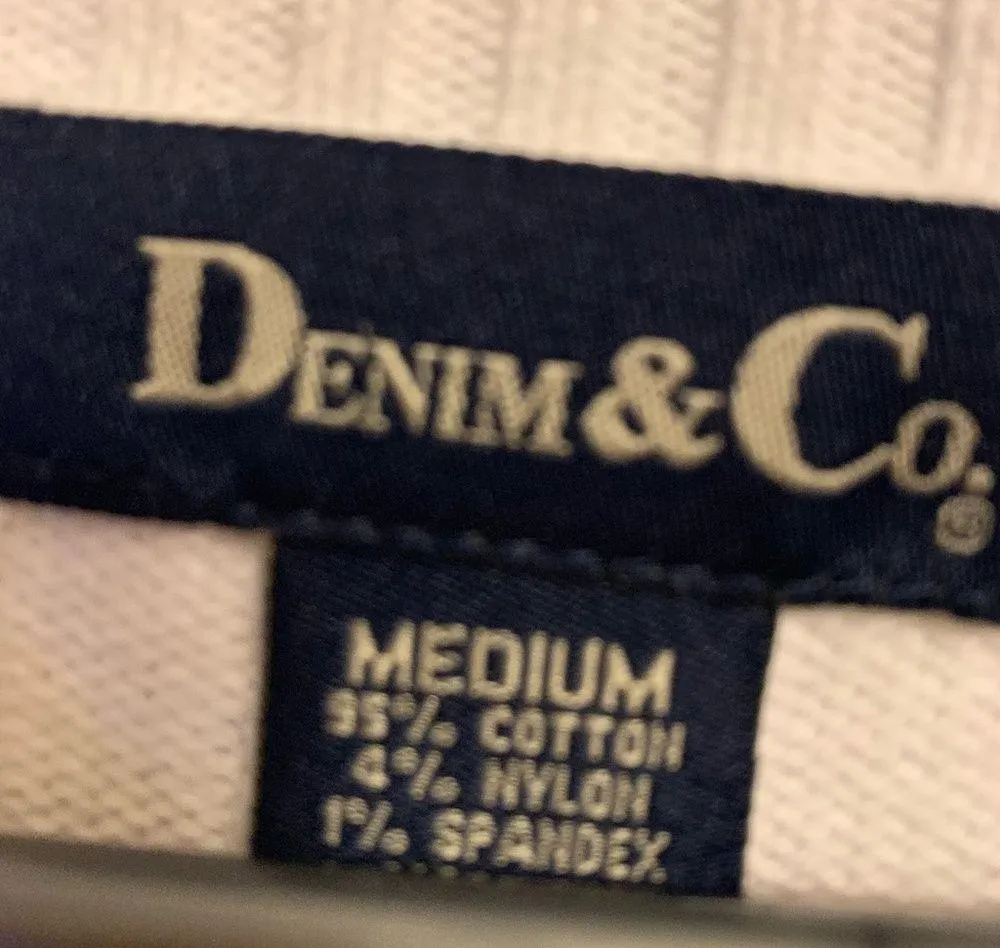 DENIM & CO.®
MEDIUM
95% COTTON
4% NYLON
1% SPANDEX